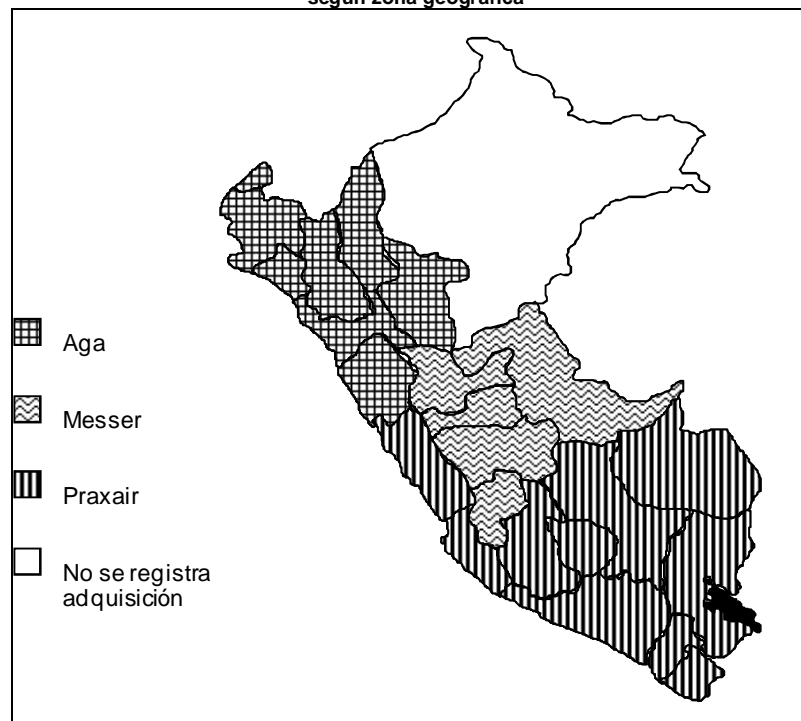 según zona geográfica
Aga
Messer
Praxair
No se registra
adquisición